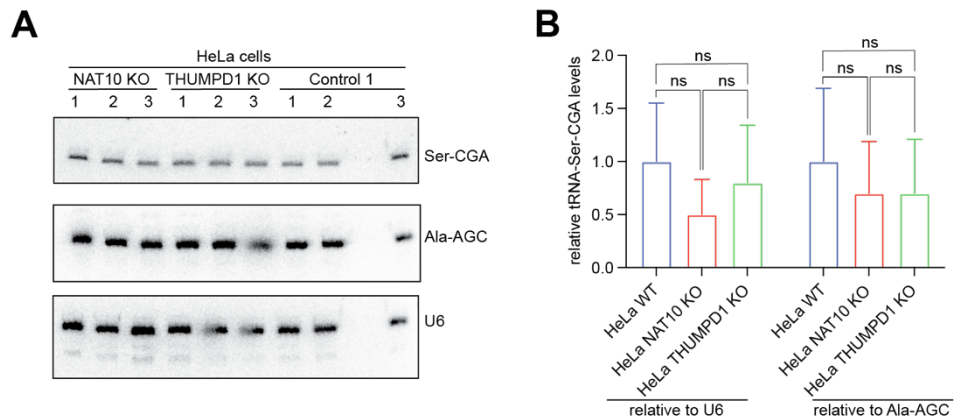 A
HeLa cells
NAT10 KO THUMPD1 KO Control 1
1 2 3 1 2 3 1 2 3
Ser-CGA
Ala-AGC
U6
B
relative tRNA-Ser-CGA levels
2.0
1.5
1.0
0.5
0.0
ns
ns ns
ns
ns ns
HeLa WT
HeLa NAT10 KO
HeLa THUMPD1 KO
HeLa WT
HeLa NAT10 KO
HeLa THUMPD1 KO
relative to U6
relative to Ala-AGC